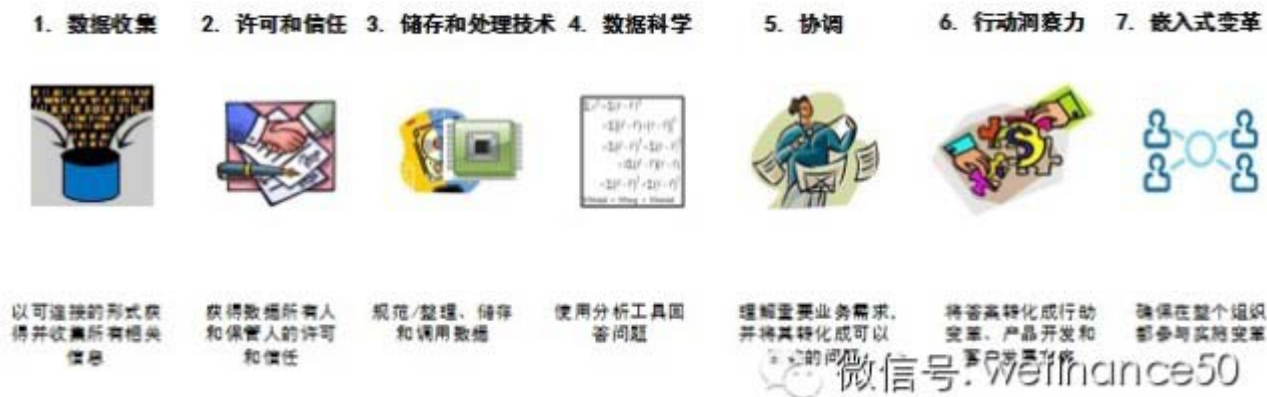 1. 数据收集
2. 许可和信任
3. 储存和处理技术
4. 数据科学
5. 协调
6. 行动洞察力
7. 嵌入式变革
以可连接的形式获
得并收集所有相关
信息
获得数据所有人
和保管人的许可
和信任
规范/整理、储存
和调用数据
使用分析工具回
答问题
理解重要业务需求，
并将其转化成可以
的问题
将答案转化成行动
变革、产品开发和
客户发展
确保在整个组织
都参与实施变革
微信号: wefinance50